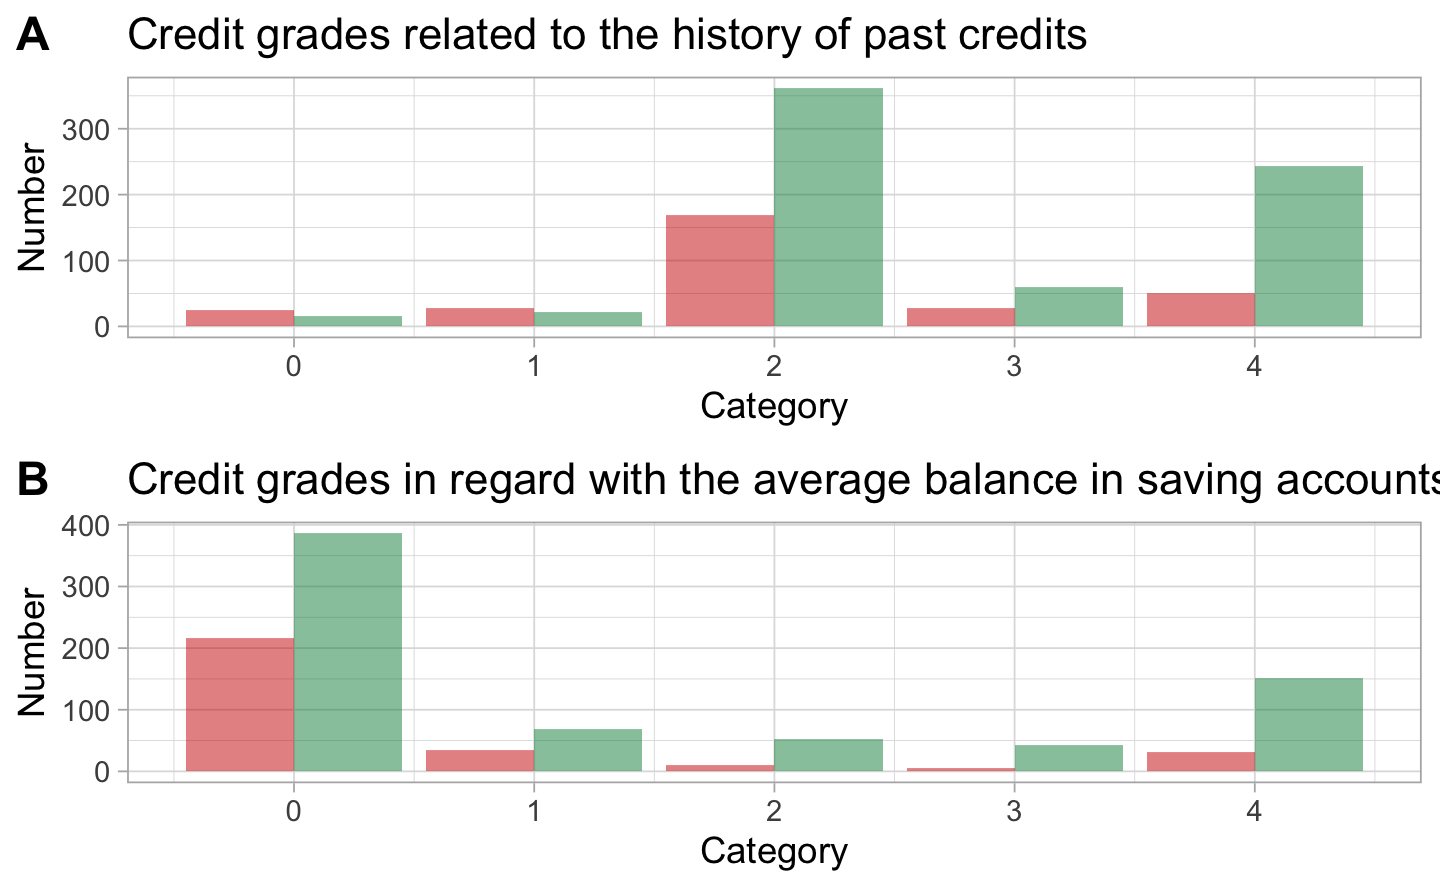 A Credit grades related to the history of past credits
Number
300
200
100
0
0 1 2 3 4
Category
B Credit grades in regard with the average balance in saving accounts
Number
400
300
200
100
0
0 1 2 3 4
Category